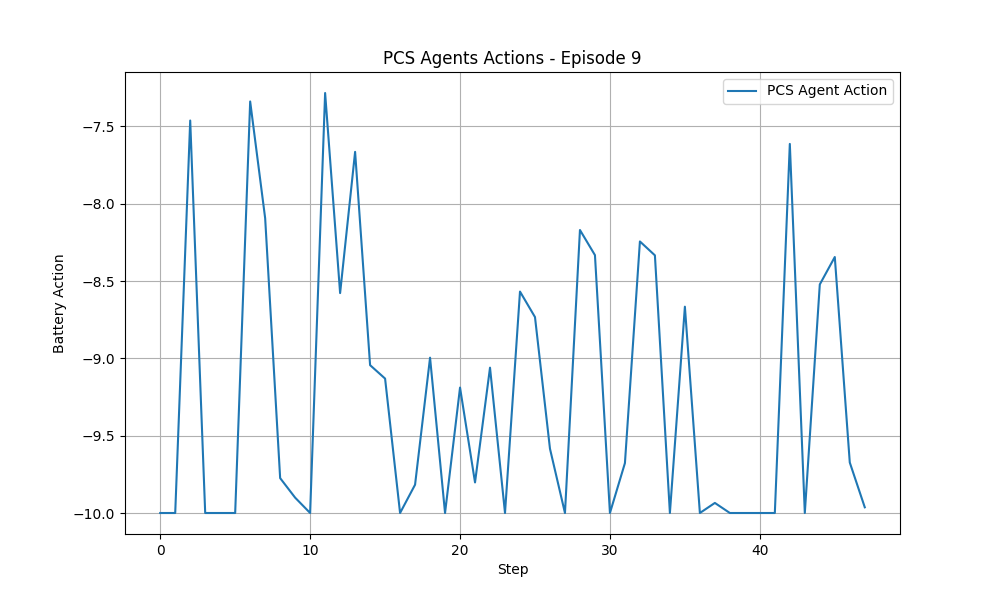 PCS Agents Actions - Episode 9
PCS Agent Action
−7.5
−8.0
−8.5
−9.0
−9.5
−10.0
Battery Action
0 10 20 30 40
Step